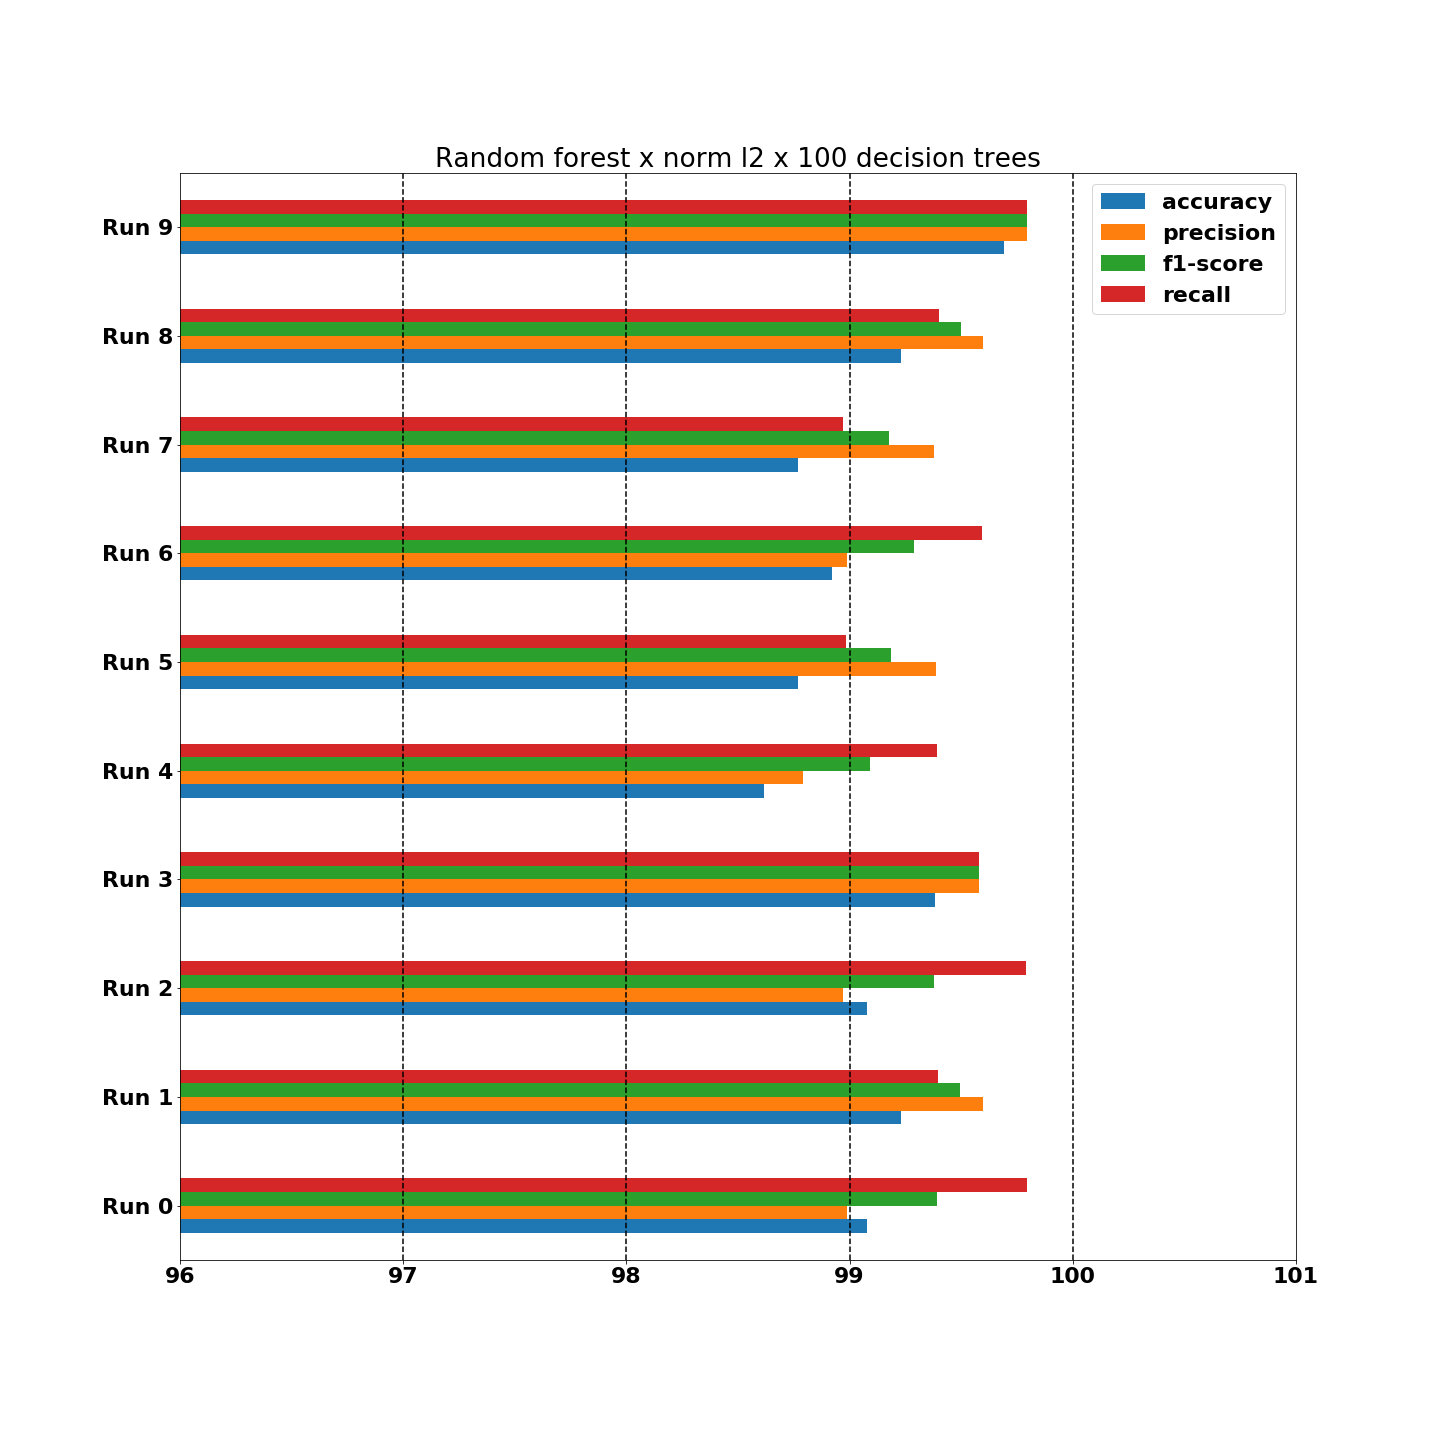 Random forest x norm l2 x 100 decision trees
accuracy
precision
f1-score
recall
Run 9
Run 8
Run 7
Run 6
Run 5
Run 4
Run 3
Run 2
Run 1
Run 0
96 97 98 99 100 101